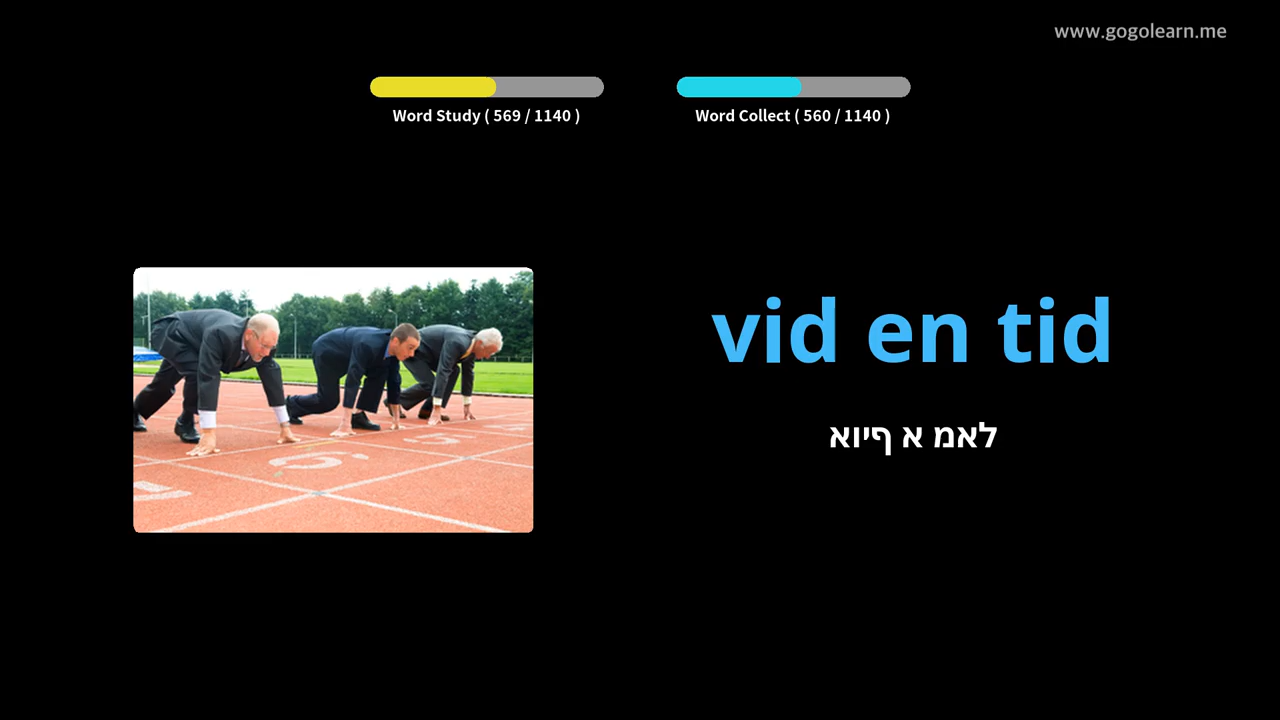 www.gogolearn.me
Word Study ( 569 / 1140 )
Word Collect ( 560 / 1140 )
vid en tid
לאמ א ףיוא